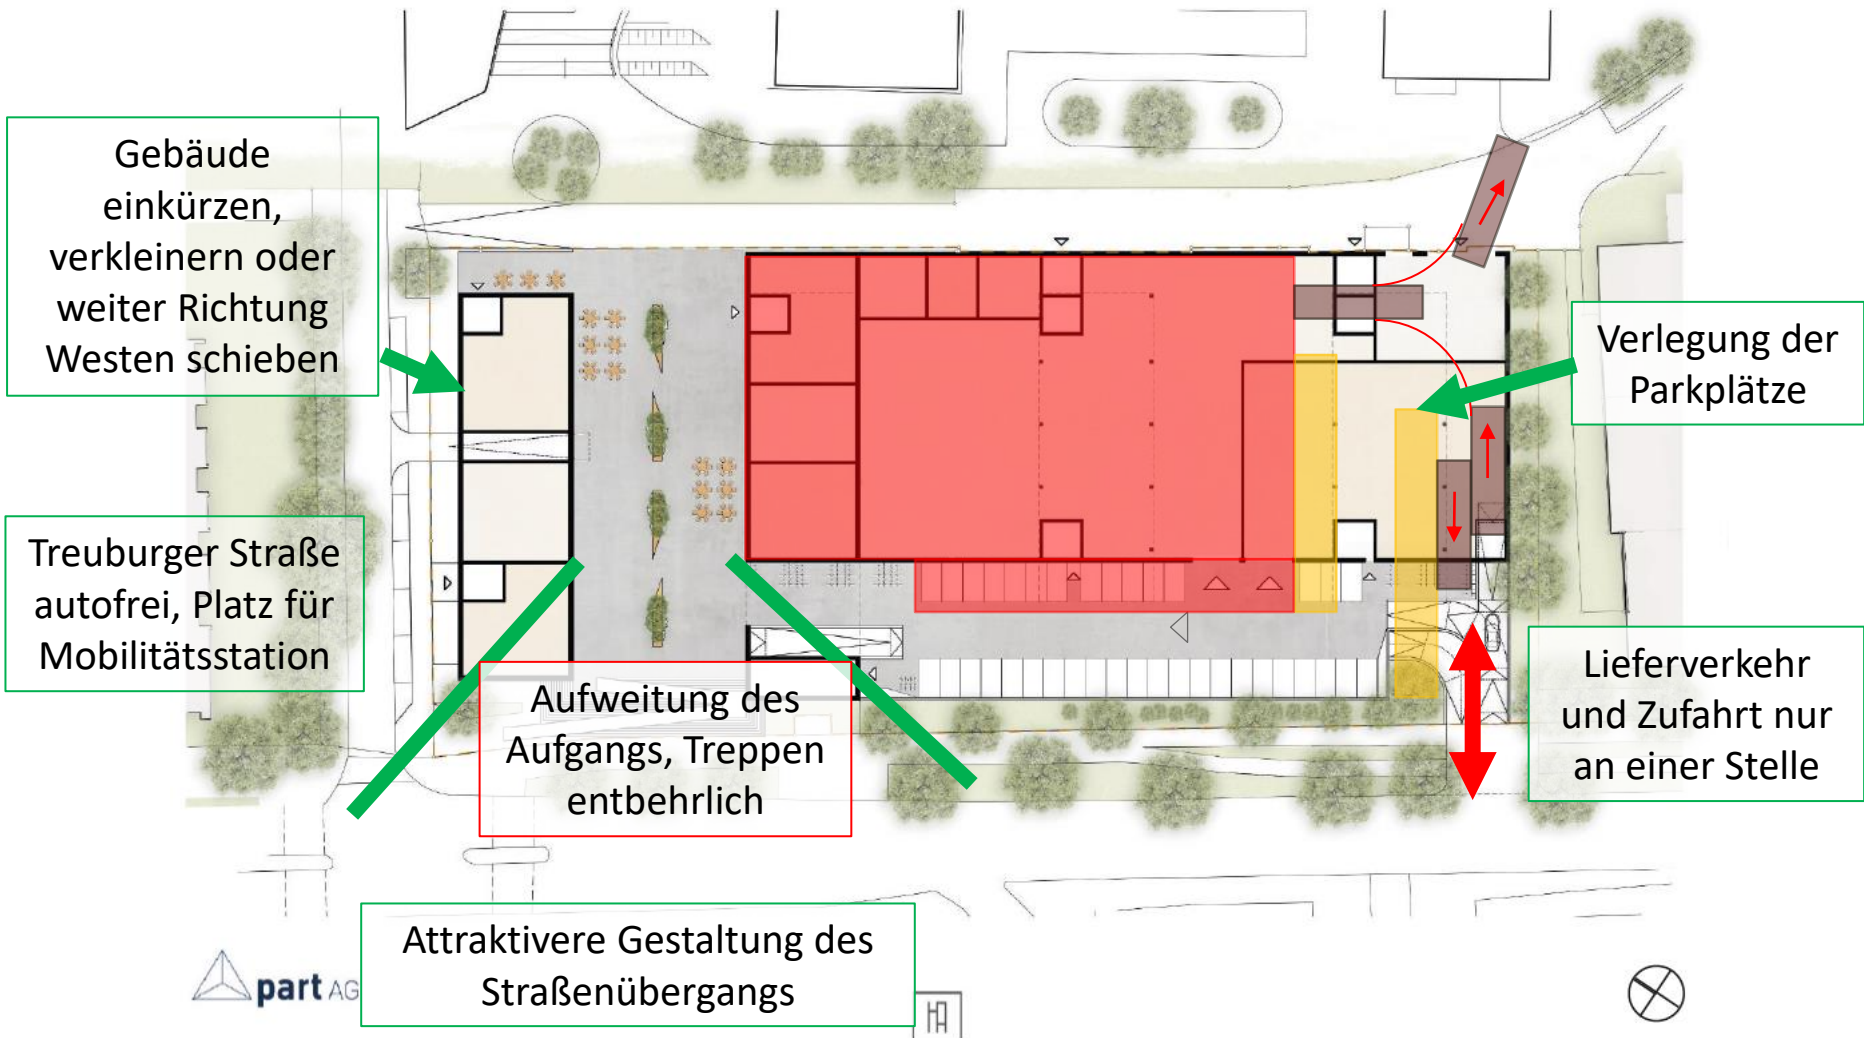 Gebäude
einkürzen,
verkleinern oder
weiter Richtung
Westen schieben
Verlegung der
Parkplätze
Treuburger Straße
autofrei, Platz für
Mobilitätsstation
Aufweitung des
Aufgangs, Treppen
entbehrlich
Lieferverkehr
und Zufahrt nur
an einer Stelle
Attraktivere Gestaltung des
Straßenübergangs
part AG